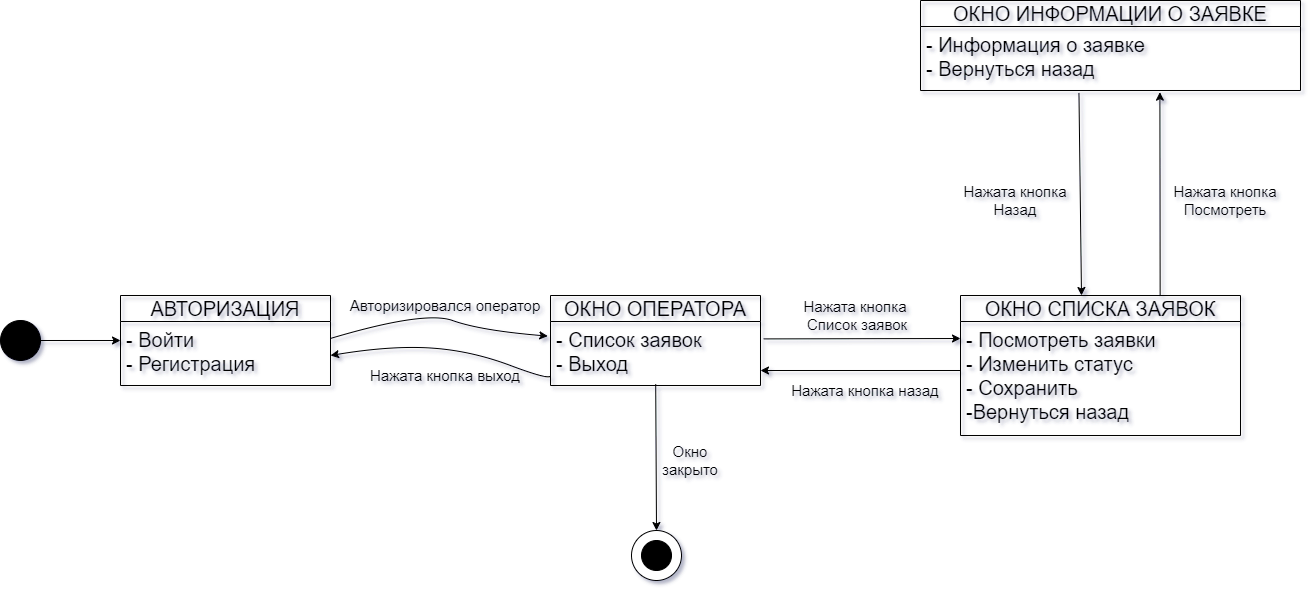 ОКНО ИНФОРМАЦИИ О ЗАЯВКЕ
- Информация о заявке
- Вернуться назад
Нажата кнопка
Назад
Нажата кнопка
Посмотреть
АВТОРИЗАЦИЯ
- Войти
- Регистрация
Авторизировался оператор
Нажата кнопка выход
ОКНО ОПЕРАТОРА
- Список заявок
- Выход
Нажата кнопка
Список заявок
Нажата кнопка назад
ОКНО СПИСКА ЗАЯВОК
- Посмотреть заявки
- Изменить статус
- Сохранить
-Вернуться назад
Окно
закрыто